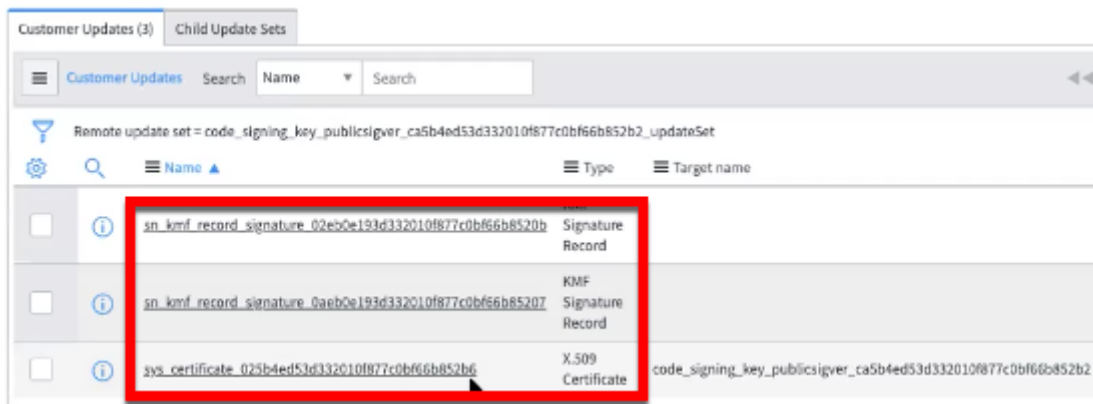 Customer Updates (3) Child Update Sets
Customer Updates Search Name Search
Remote update set = code_signing_key_publicsigver_ca5b4ed53d332010f877c0bf66b852b2_updateSet
Name Type Target name
sn_kmf_record_signature_02eb0e193d332010f877c0bf66b8520b Signature
Record
KMF
sn_kmf_record_signature_0aeb0e193d332010f877c0bf66b85207 Signature
Record
X.509
sys_certificate_025b4ed53d332010f877c0bf66b852b6 code_signing_key_publicsigver_ca5b4ed53d332010f877c0bf66b852b2
Certificate